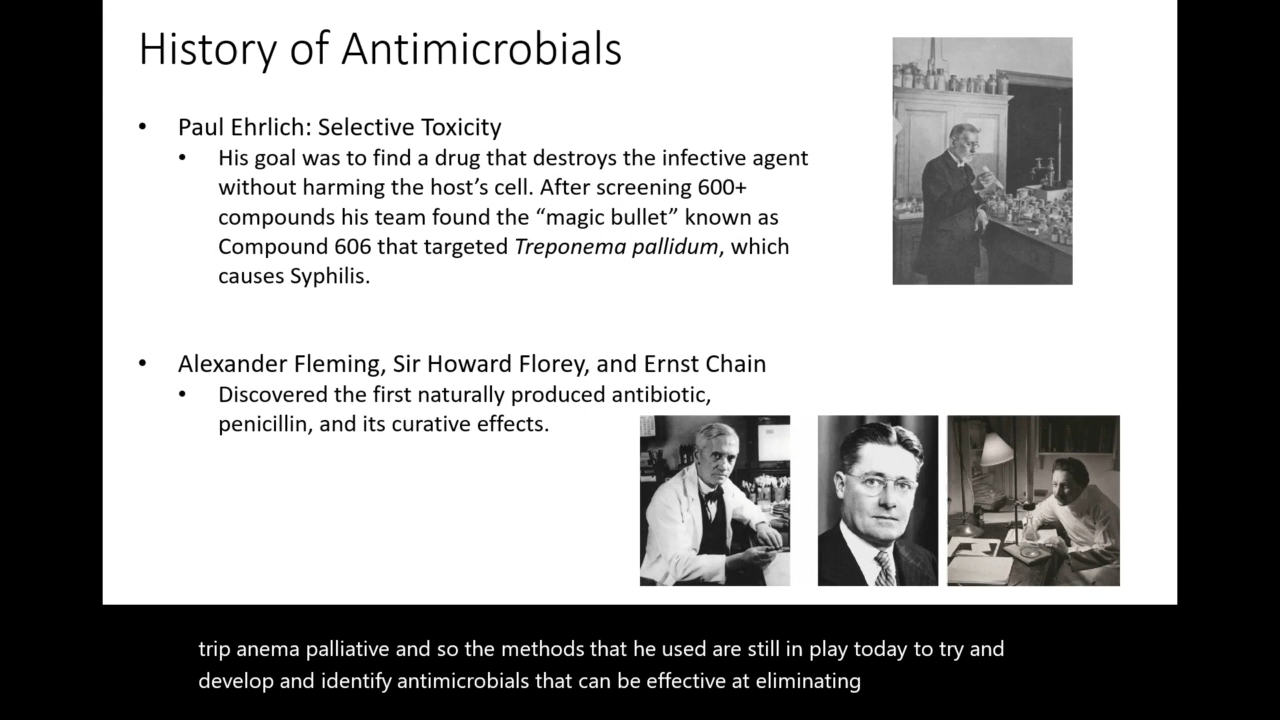 History of Antimicrobials
• Paul Ehrlich: Selective Toxicity
• His goal was to find a drug that destroys the infective agent
without harming the host’s cell. After screening 600+
compounds his team found the “magic bullet” known as
Compound 606 that targeted Treponema pallidum, which
causes Syphilis.
• Alexander Fleming, Sir Howard Florey, and Ernst Chain
• Discovered the first naturally produced antibiotic,
penicillin, and its curative effects.
trip anema palliative and so the methods that he used are still in play today to try and
develop and identify antimicrobials that can be effective at eliminating